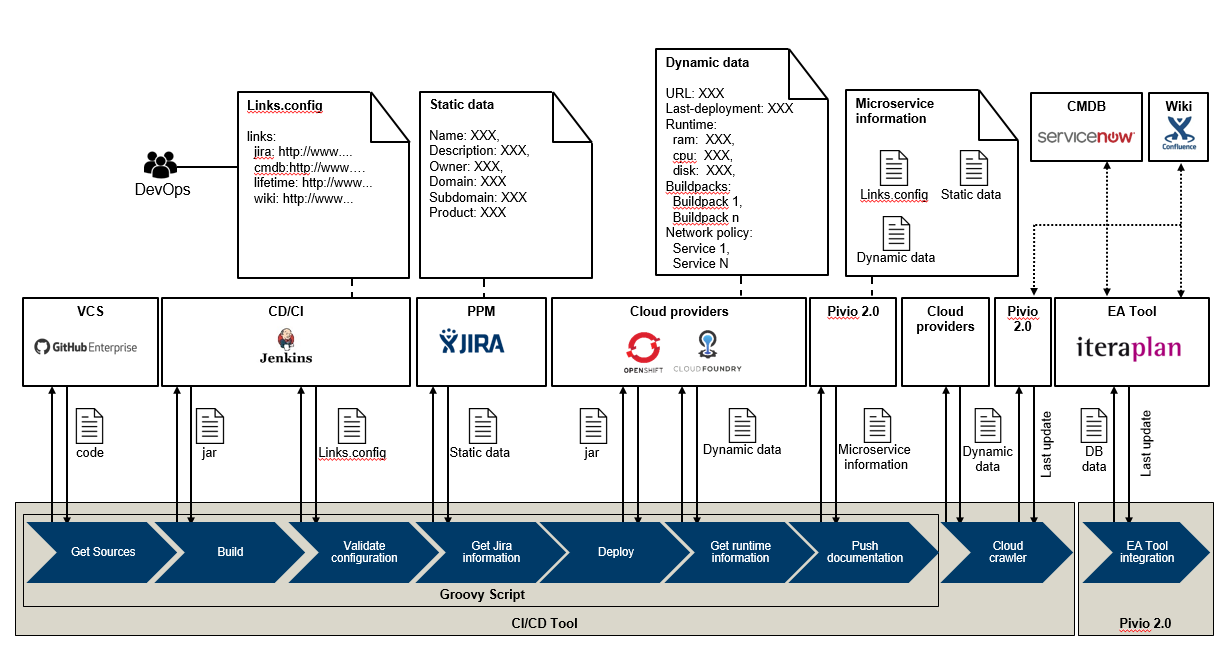 Links.config
links:
jira: http://www....
cmdb:http://www....
lifetime: http://www...
wiki: http://www...
DevOps
Static data
Name: XXX,
Description: XXX,
Owner: XXX,
Domain: XXX
Subdomain: XXX
Product: XXX
Dynamic data
URL: XXX
Last-deployment: XXX
Runtime:
ram: XXX,
cpu: XXX,
disk: XXX,
Buildpacks:
Buildpack 1,
Buildpack n
Network policy:
Service 1,
Service N
Microservice
information
Links.config
Static data
Dynamic data
CMDB
servicenow
Wiki
Confluence
VCS
GitHub Enterprise
CD/CI
Jenkins
PPM
JIRA
Cloud providers
OPENSHIFT
CLOUDFOUNDRY
Pivio 2.0
Cloud
providers
Pivio
2.0
EA Tool
iteraplan
code
jar
Links.config
Static data
jar
Dynamic data
Microservice
information
Dynamic
data
Last update
DB
data
Last update
Get Sources
Build
Validate
configuration
Get Jira
information
Deploy
Get runtime
information
Push
documentation
Cloud
crawler
EA Tool
integration
Groovy Script
CI/CD Tool
Pivio 2.0